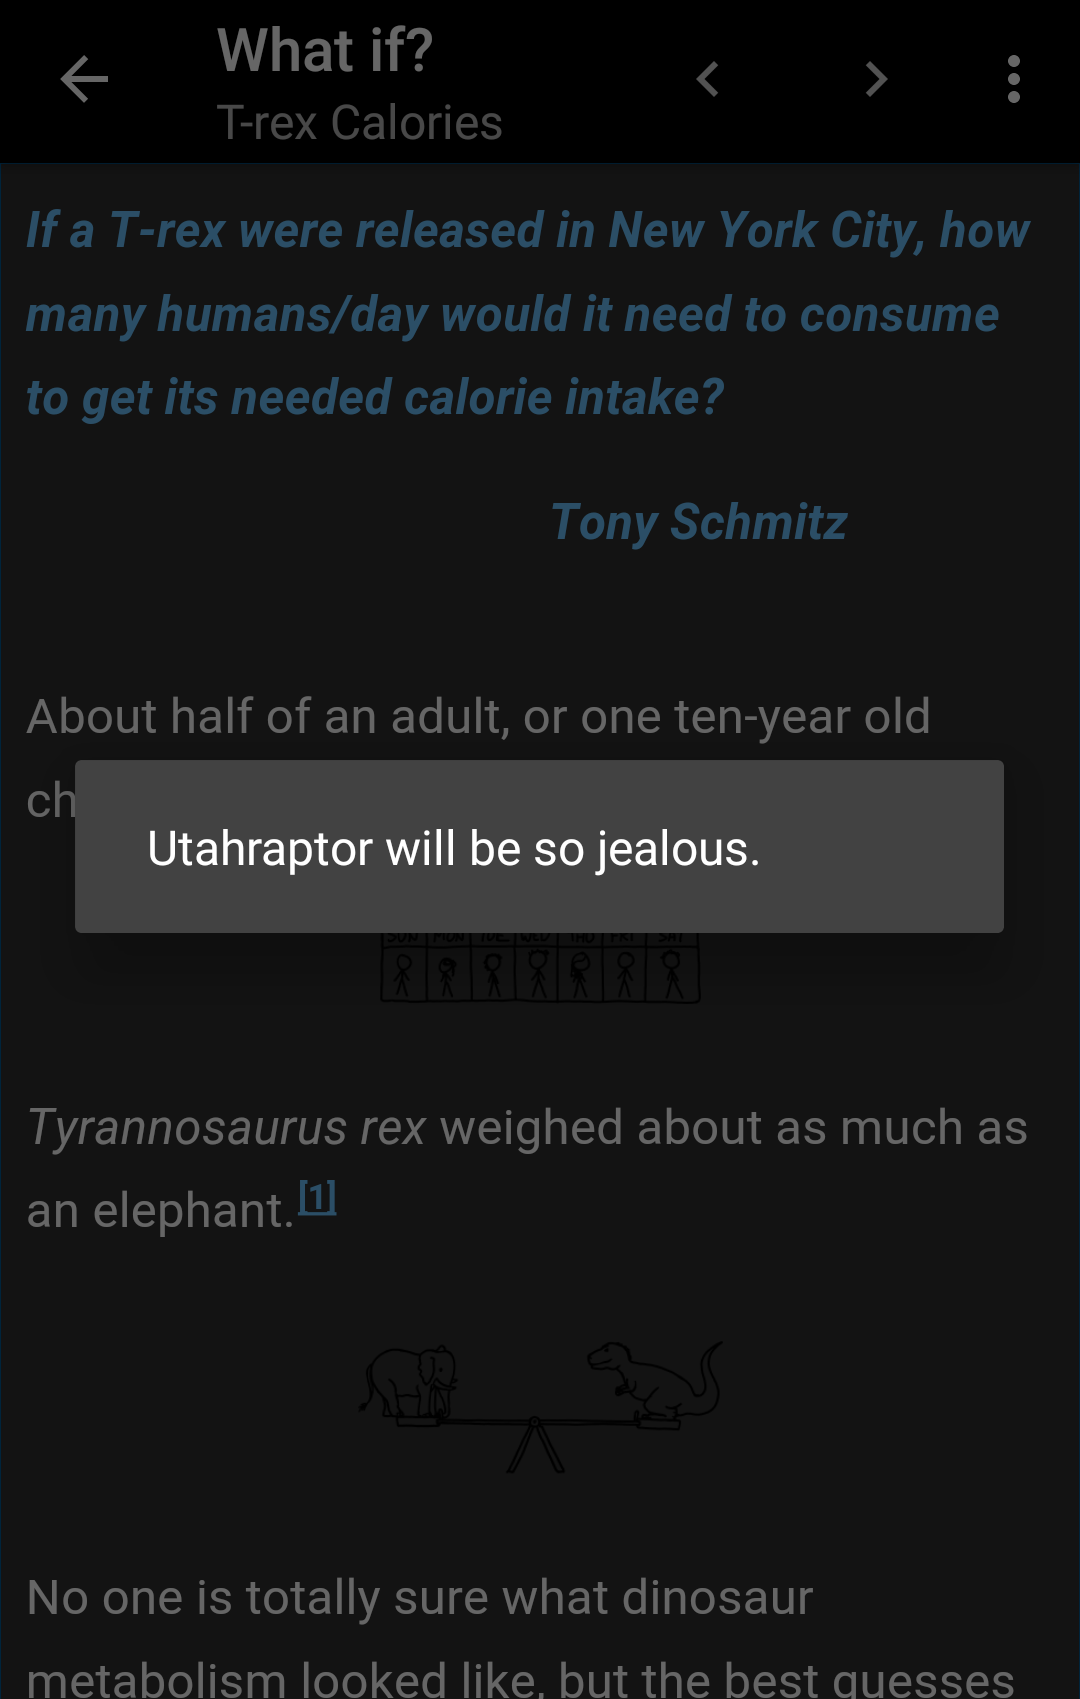 What if?
T-rex Calories
If a T-rex were released in New York City, how
many humans/day would it need to consume
to get its needed calorie intake?
Tony Schmitz
About half of an adult, or one ten-year old
ch
Utahraptor will be so jealous.
SUN MON TUE WED THU FRI SAT
Tyrannosaurus rex weighed about as much as
an elephant.[1]
No one is totally sure what dinosaur
metabolism looked like, but the best guesses